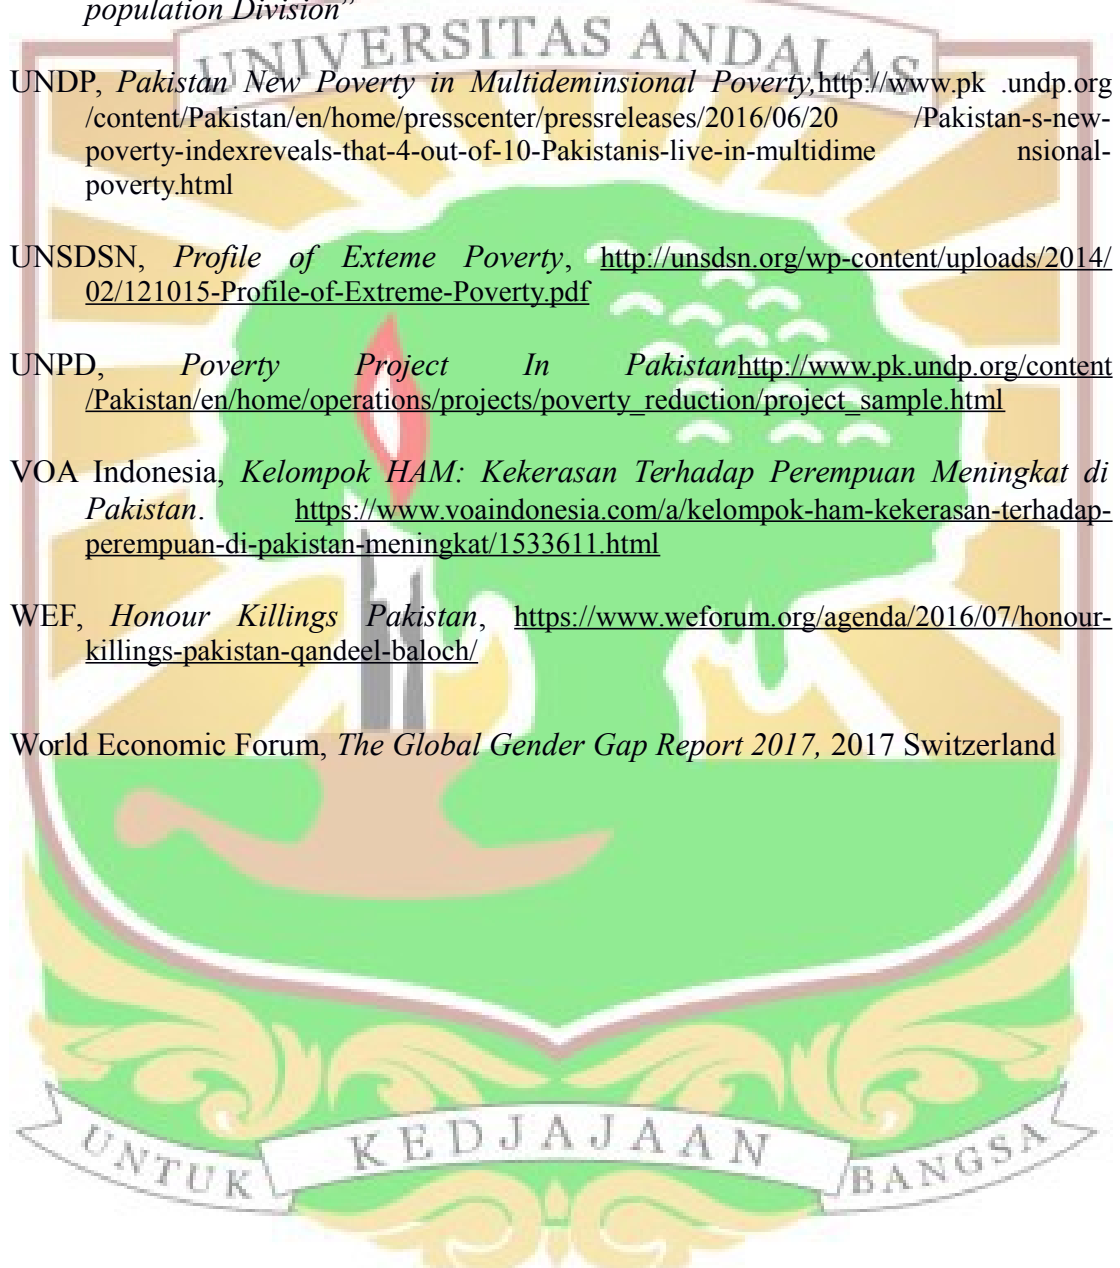 population Division”
UNIVERSITAS ANDALAS
UNDP, Pakistan New Poverty in Multideminsional Poverty,http://www.pk .undp.org
/content/Pakistan/en/home/presscenter/pressreleases/2016/06/20 /Pakistan-s-new-
poverty-indexreveals-that-4-out-of-10-Pakistanis-live-in-multidime nsional-
poverty.html
UNSDSN, Profile of Exteme Poverty, http://unsdsn.org/wp-content/uploads/2014/
02/121015-Profile-of-Extreme-Poverty.pdf
UNPD, Poverty Project In Pakistanhttp://www.pk.undp.org/content
/Pakistan/en/home/operations/projects/poverty_reduction/project_sample.html
VOA Indonesia, Kelompok HAM: Kekerasan Terhadap Perempuan Meningkat di
Pakistan. https://www.voaindonesia.com/a/kelompok-ham-kekerasan-terhadap-
perempuan-di-pakistan-meningkat/1533611.html
WEF, Honour Killings Pakistan, https://www.weforum.org/agenda/2016/07/honour-
killings-pakistan-qandeel-baloch/
World Economic Forum, The Global Gender Gap Report 2017, 2017 Switzerland
UNTUK KEDJAJAAN BANGSA